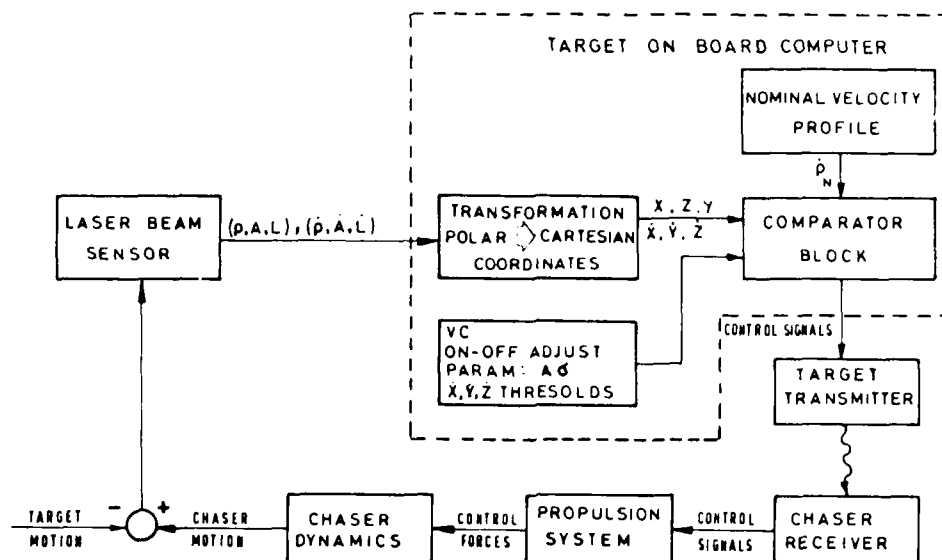 TARGET ON BOARD COMPUTER
NOMINAL VELOCITY
PROFILE
ρ̇N
LASER BEAM
SENSOR
(ρ,A,L),(ρ̇,Ȧ,L̇)
TRANSFORMATION
POLAR CARTESIAN
COORDINATES
X, Z, Y
Ẋ, Ẏ, Ż
COMPARATOR
BLOCK
VC
ON-OFF ADJUST
PARAM: A σ
Ẋ,Ẏ,Ż THRESOLDS
CONTROL SIGNALS
TARGET
TRANSMITTER
- +
TARGET
MOTION
CHASER
MOTION
CHASER
DYNAMICS
CONTROL
FORCES
PROPULSION
SYSTEM
CONTROL
SIGNALS
CHASER
RECEIVER